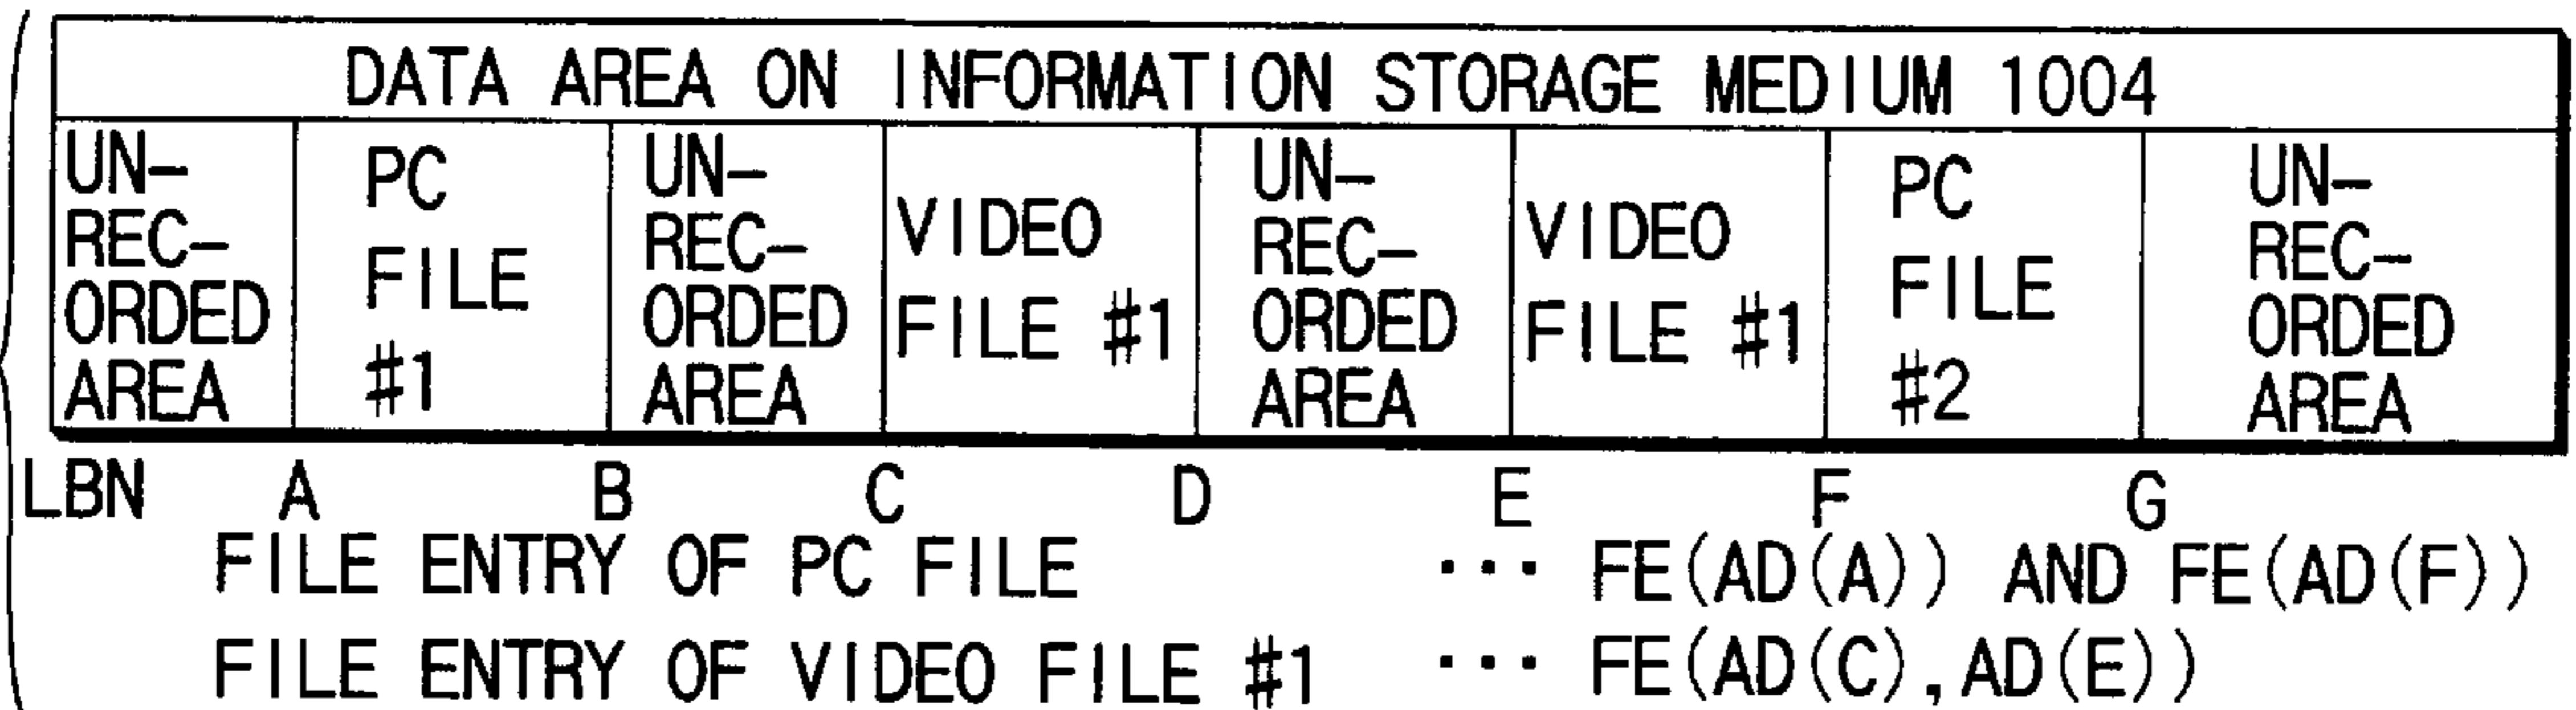 DATA AREA ON INFORMATION STORAGE MEDIUM 1004
UN-
REC-
ORDED
AREA
PC
FILE
#1
UN-
REC-
ORDED
AREA
VIDEO
FILE #1
UN-
REC-
ORDED
AREA
VIDEO
FILE #1
PC
FILE
#2
UN-
REC-
ORDED
AREA
LBN A B C D E F G
FILE ENTRY OF PC FILE ··· FE(AD(A)) AND FE(AD(F))
FILE ENTRY OF VIDEO FILE #1 ··· FE(AD(C),AD(E))